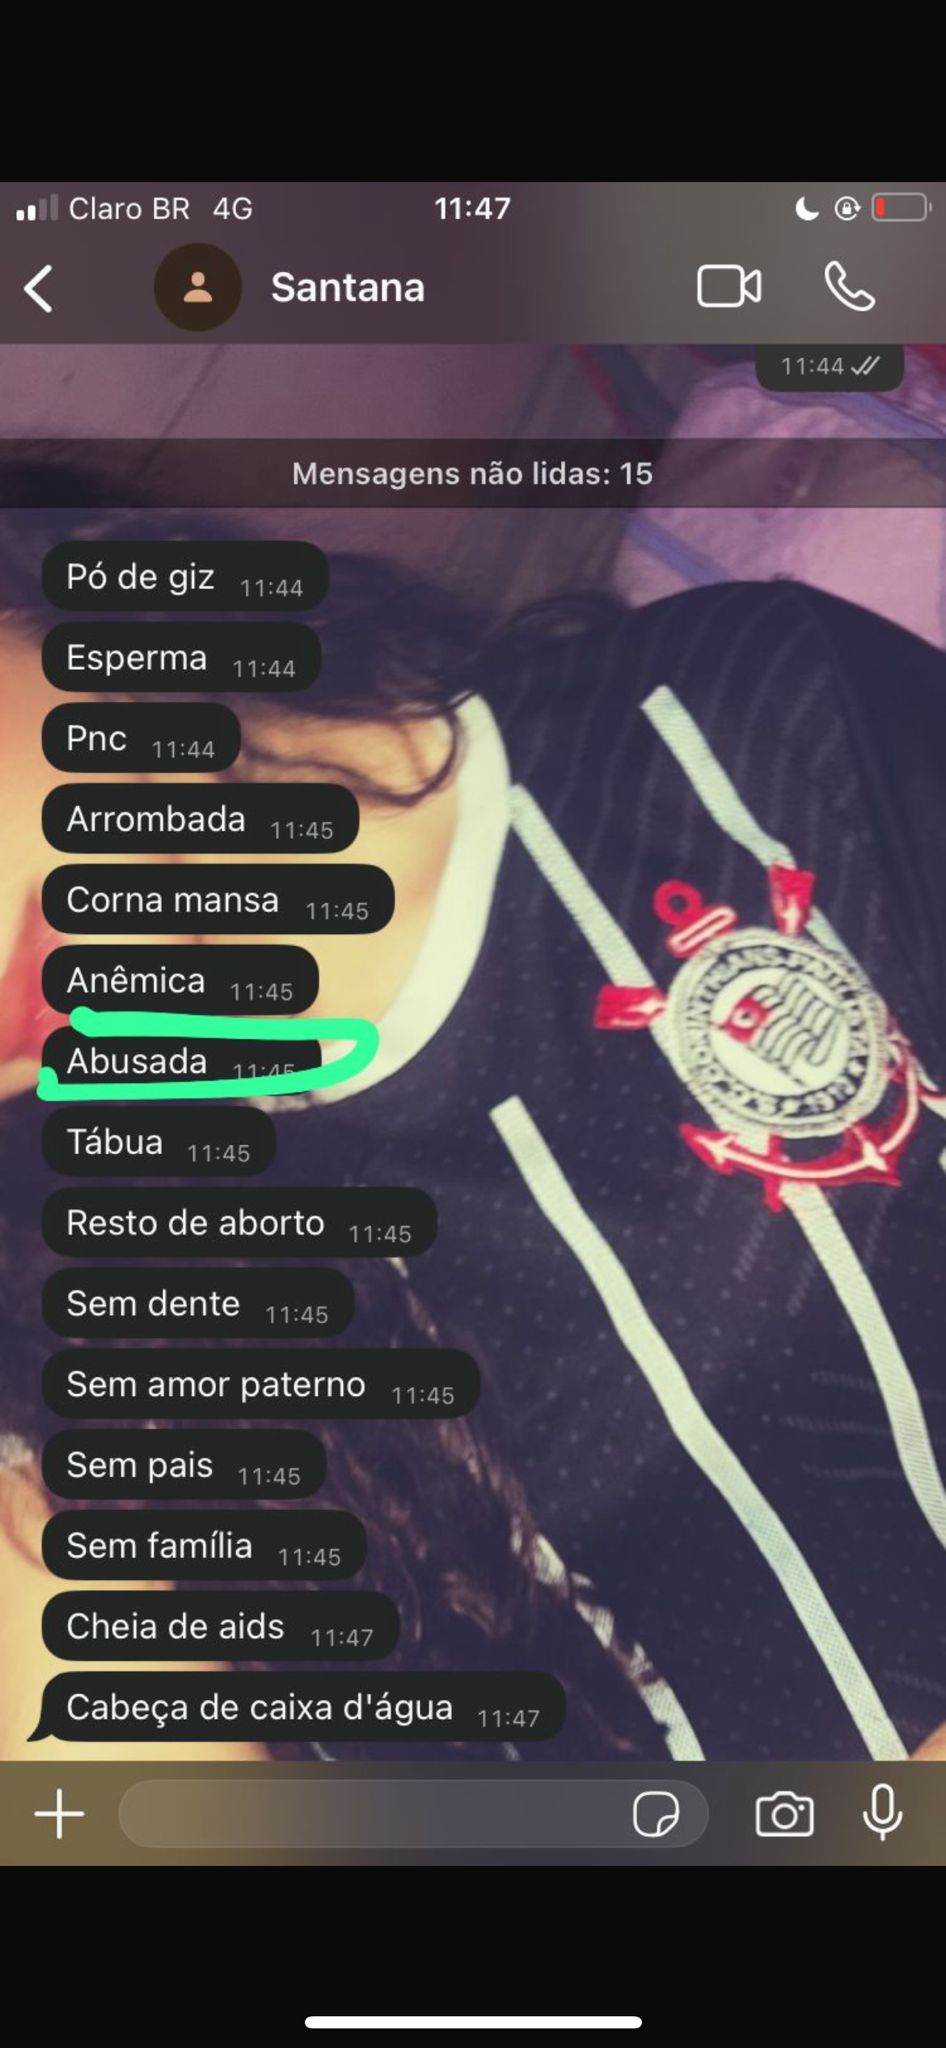 Claro BR 4G 11:47
Santana
11:44
Mensagens não lidas: 15
Pó de giz 11:44
Esperma 11:44
Pnc 11:44
Arrombada 11:45
Corna mansa 11:45
Anêmica 11:45
Abusada 11:45
Tábua 11:45
Resto de aborto 11:45
Sem dente 11:45
Sem amor paterno 11:45
Sem pais 11:45
Sem família 11:45
Cheia de aids 11:47
Cabeça de caixa d'água 11:47